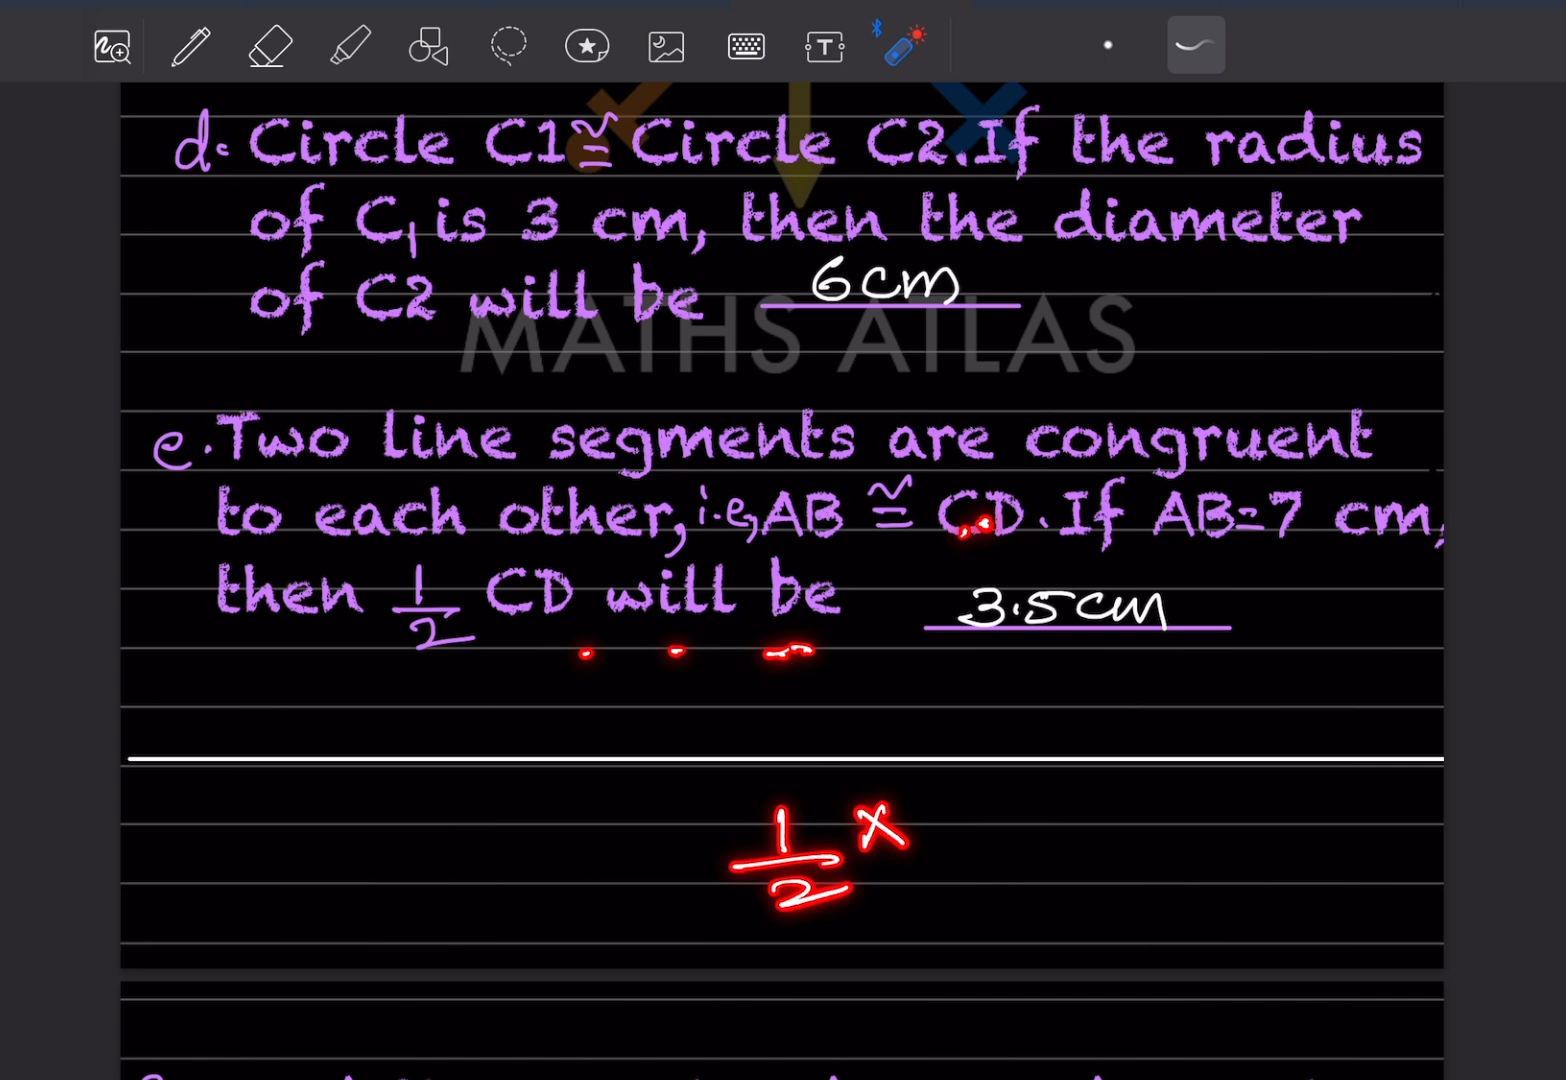 d. Circle C1 ≅ Circle C2. If the radius
of C1 is 3 cm, then the diameter
of C2 will be 6cm
MATHS ATLAS
e. Two line segments are congruent
to each other, i.e, AB ≅ CD. If AB=7 cm,
then 1/2 CD will be 3.5cm
1/2 ×